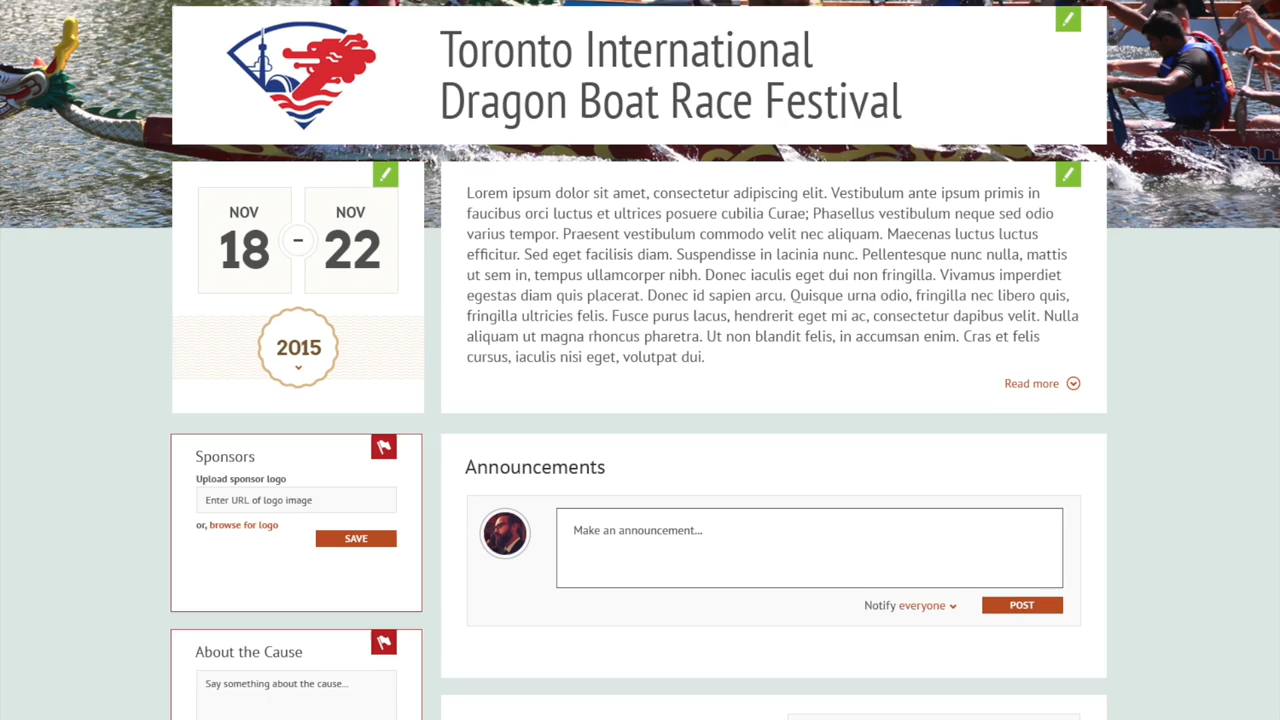 Toronto International
Dragon Boat Race Festival
NOV
18
-
NOV
22
2015
Lorem ipsum dolor sit amet, consectetur adipiscing elit. Vestibulum ante ipsum primis in
faucibus orci luctus et ultrices posuere cubilia Curae; Phasellus vestibulum neque sed odio
varius tempor. Praesent vestibulum commodo velit nec aliquam. Maecenas luctus luctus
efficitur. Sed eget facilisis diam. Suspendisse in lacinia nunc. Pellentesque nunc nulla, mattis
ut sem in, tempus ullamcorper nibh. Donec iaculis eget dui non fringilla. Vivamus imperdiet
egestas diam quis placerat. Donec id sapien arcu. Quisque urna odio, fringilla nec libero quis,
fringilla ultricies felis. Fusce purus lacus, hendrerit eget mi ac, consectetur dapibus velit. Nulla
aliquam ut magna rhoncus pharetra. Ut non blandit felis, in accumsan enim. Cras et felis
cursus, iaculis nisi eget, volutpat dui.
Read more
Sponsors
Upload sponsor logo
Enter URL of logo image
or, browse for logo
SAVE
About the Cause
Say something about the cause...
Announcements
Make an announcement...
Notify everyone
POST